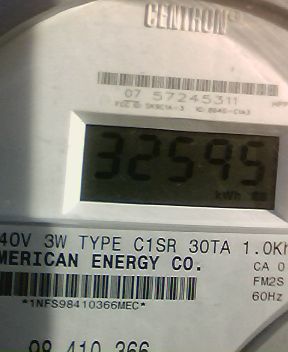 CENTRON
07 57245311
32595
kWh
40V 3W TYPE C1SR 30TA 1.0Kh
MERICAN ENERGY CO.
CA 0
FM2S
60Hz
*1NFS98410366MEC*
98 410 366